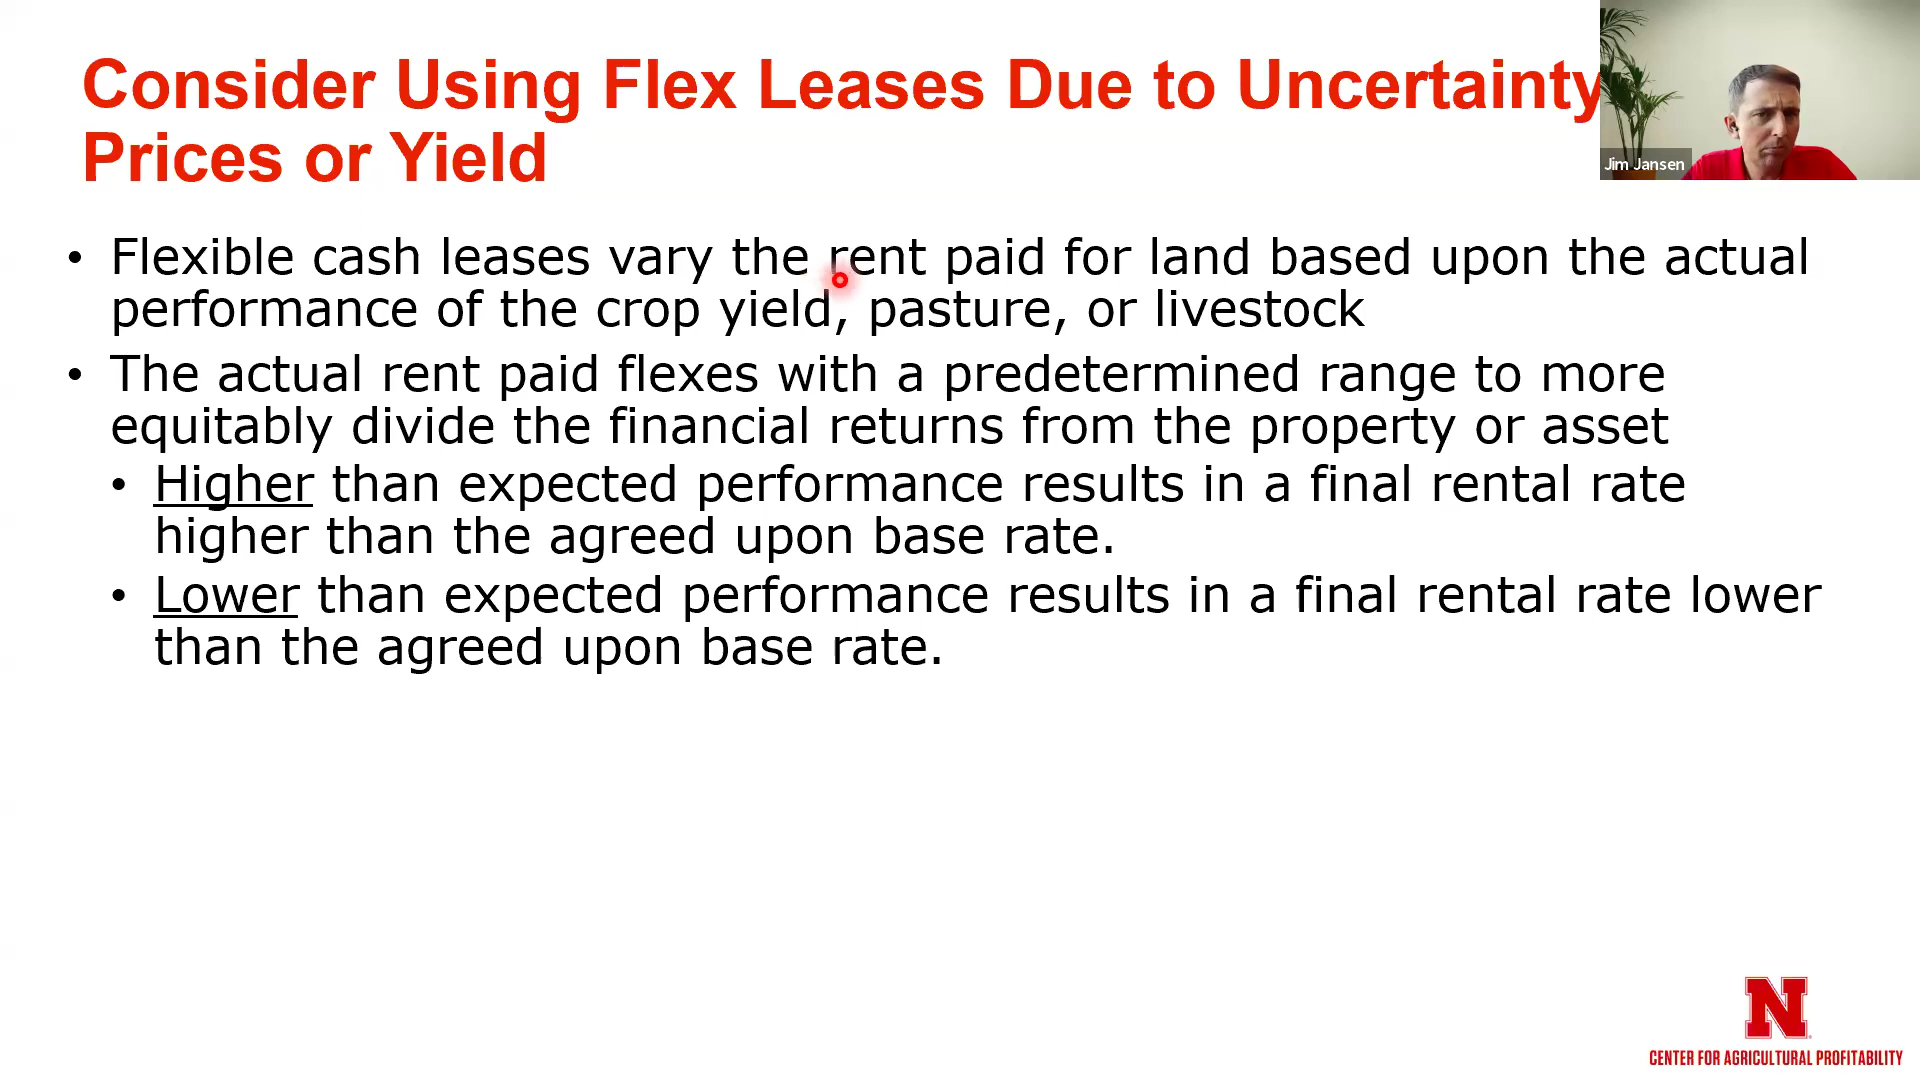 Consider Using Flex Leases Due to Uncertainty
Prices or Yield
Jim Jansen
• Flexible cash leases vary the rent paid for land based upon the actual
performance of the crop yield, pasture, or livestock
• The actual rent paid flexes with a predetermined range to more
equitably divide the financial returns from the property or asset
• Higher than expected performance results in a final rental rate
higher than the agreed upon base rate.
• Lower than expected performance results in a final rental rate lower
than the agreed upon base rate.
N
CENTER FOR AGRICULTURAL PROFITABILITY